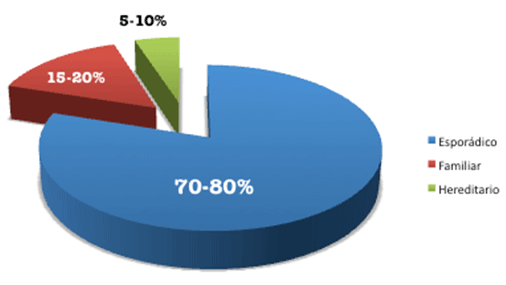 5-10%
15-20%
70-80%
Esporádico
Familiar
Hereditario